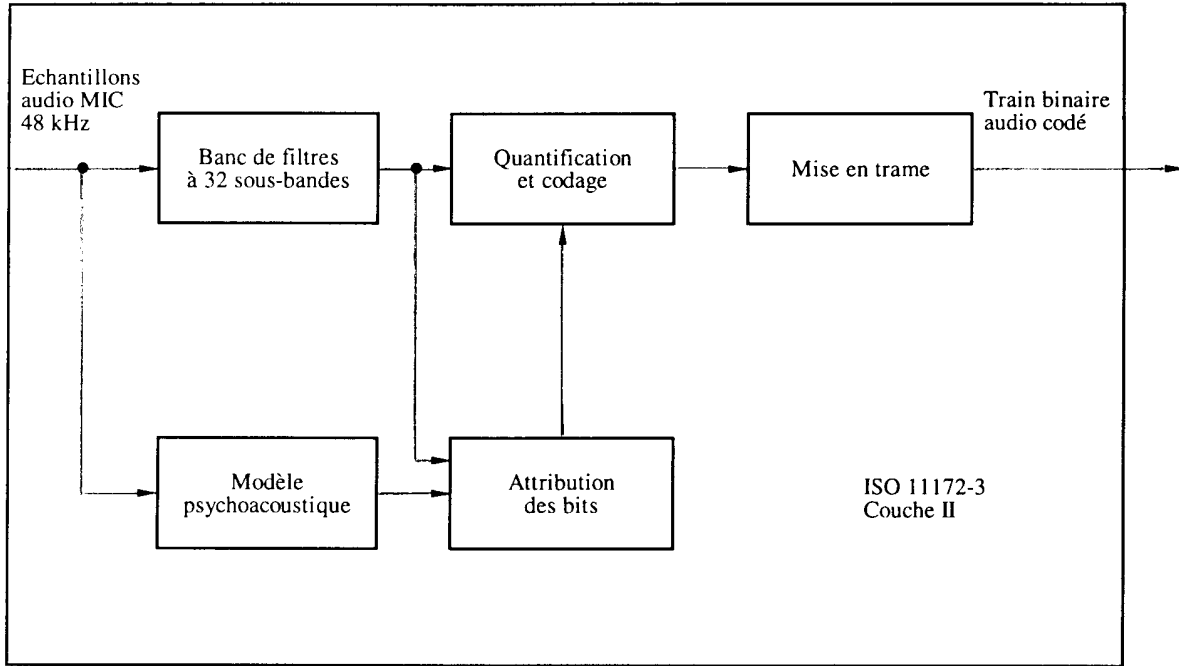 Echantillons
audio MIC
48 kHz
Banc de filtres
à 32 sous-bandes
Quantification
et codage
Mise en trame
Train binaire
audio codé
Modèle
psychoacoustique
Attribution
des bits
ISO 11172-3
Couche II